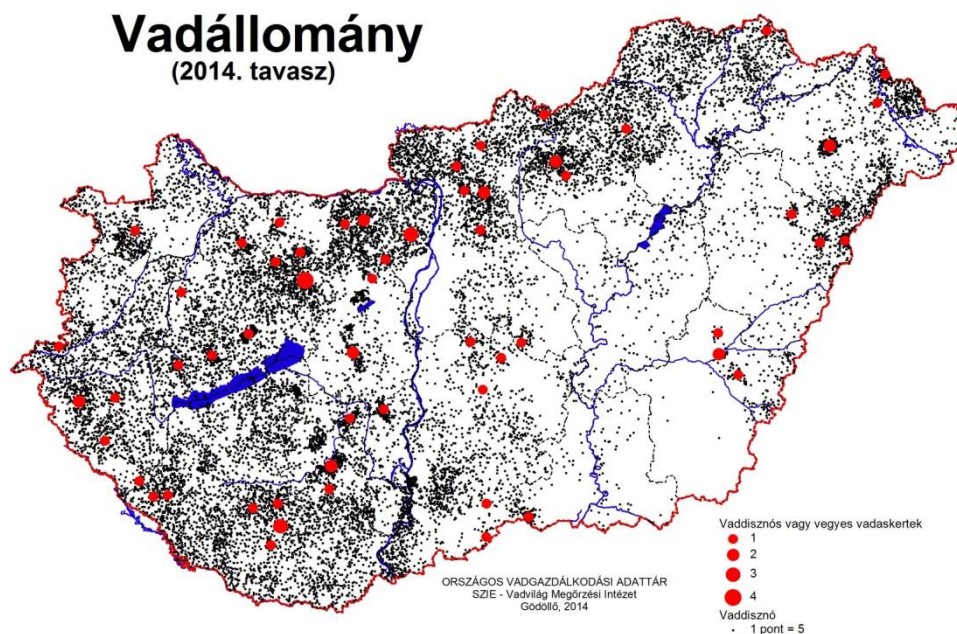 Vadállomány
(2014. tavasz)
Vaddisznós vagy vegyes vadaskertek
1
2
3
4
Vaddisznó
1 pont = 5
ORSZÁGOS VADGAZDÁLKODÁSI ADATTÁR
SZIE - Vadvilág Megőrzési Intézet
Gödöllő, 2014